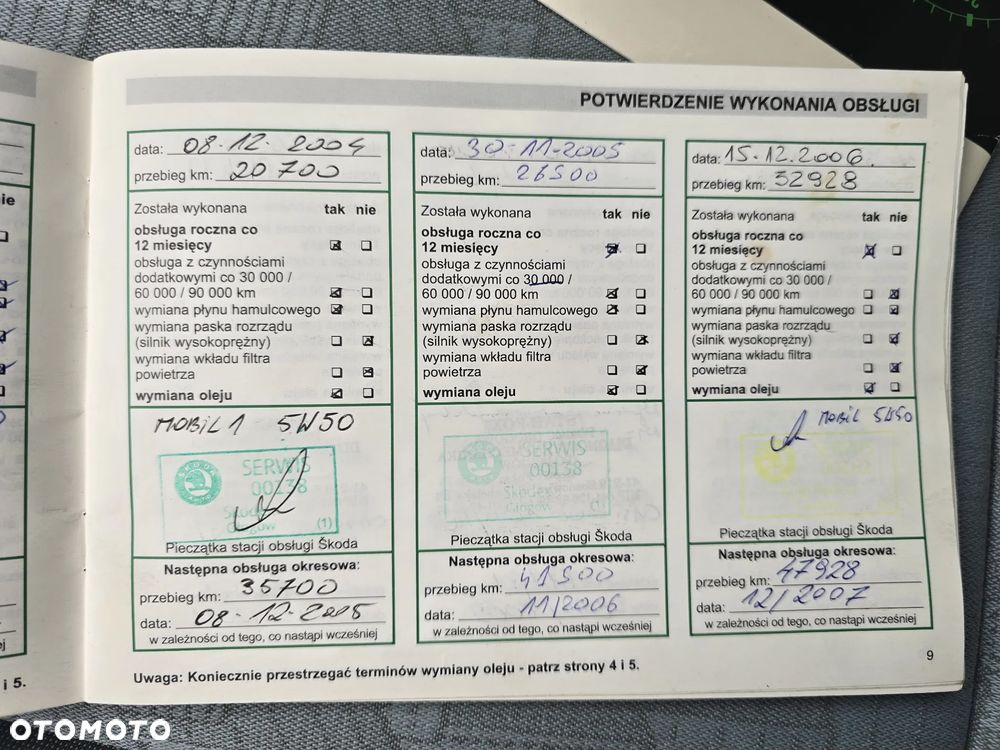 POTWIERDZENIE WYKONANIA OBSŁUGI
data: 08.12. 2004
przebieg km: 20 700
Została wykonana tak nie
obsługa roczna co
12 miesięcy
obsługa z czynnościami
dodatkowymi co 30 000 /
60 000 / 90 000 km
wymiana płynu hamulcowego
wymiana paska rozrządu
(silnik wysokoprężny)
wymiana wkładu filtra
powietrza
wymiana oleju
MOBIL 1 5W50
SERWIS
00138
Skodex
Głogów (1)
Pieczątka stacji obsługi Škoda
Następna obsługa okresowa:
przebieg km: 35700
data: 08-12-2005
w zależności od tego, co nastąpi wcześniej
data: 30-11-2005
przebieg km: 26500
Została wykonana tak nie
obsługa roczna co
12 miesięcy
obsługa z czynnościami
dodatkowymi co 30 000 /
60 000 / 90 000 km
wymiana płynu hamulcowego
wymiana paska rozrządu
(silnik wysokoprężny)
wymiana wkładu filtra
powietrza
wymiana oleju
SERWIS
00138
Skodex
Głogów
Pieczątka stacji obsługi Škoda
Następna obsługa okresowa:
przebieg km: 41500
data: 11/2006
w zależności od tego, co nastąpi wcześniej
data: 15.12.2006.
przebieg km: 32928
Została wykonana tak nie
obsługa roczna co
12 miesięcy
obsługa z czynnościami
dodatkowymi co 30 000 /
60 000 / 90 000 km
wymiana płynu hamulcowego
wymiana paska rozrządu
(silnik wysokoprężny)
wymiana wkładu filtra
powietrza
wymiana oleju
MOBIL 5W50
Pieczątka stacji obsługi Škoda
Następna obsługa okresowa:
przebieg km: 47928
data: 12/2007
w zależności od tego, co nastąpi wcześniej
Uwaga: Koniecznie przestrzegać terminów wymiany oleju - patrz strony 4 i 5.
9
i 5.
OTOMOTO